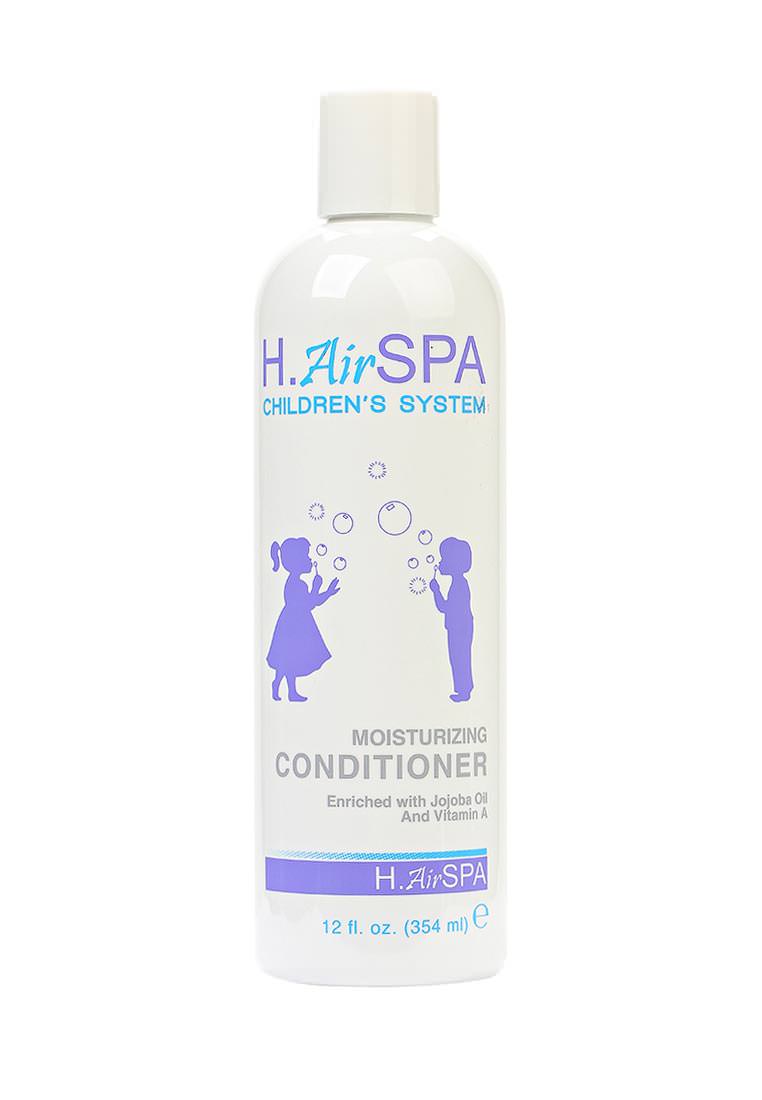 H.AirSPA
CHILDREN'S SYSTEM
MOISTURIZING
CONDITIONER
Enriched with Jojoba Oil
And Vitamin A
H.AirSPA
12 fl. oz. (354 ml) ℮